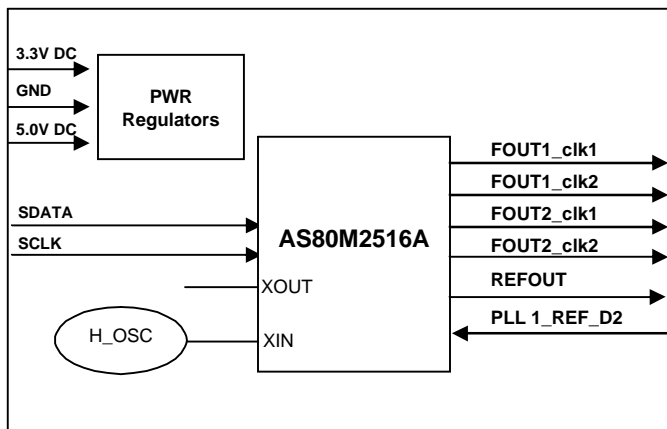 3.3V DC
GND
5.0V DC
PWR
Regulators
SDATA
SCLK
AS80M2516A
XOUT
XIN
H_OSC
FOUT1_clk1
FOUT1_clk2
FOUT2_clk1
FOUT2_clk2
REFOUT
PLL 1_REF_D2